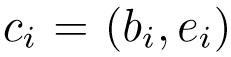 c_i = (b_i, e_i)